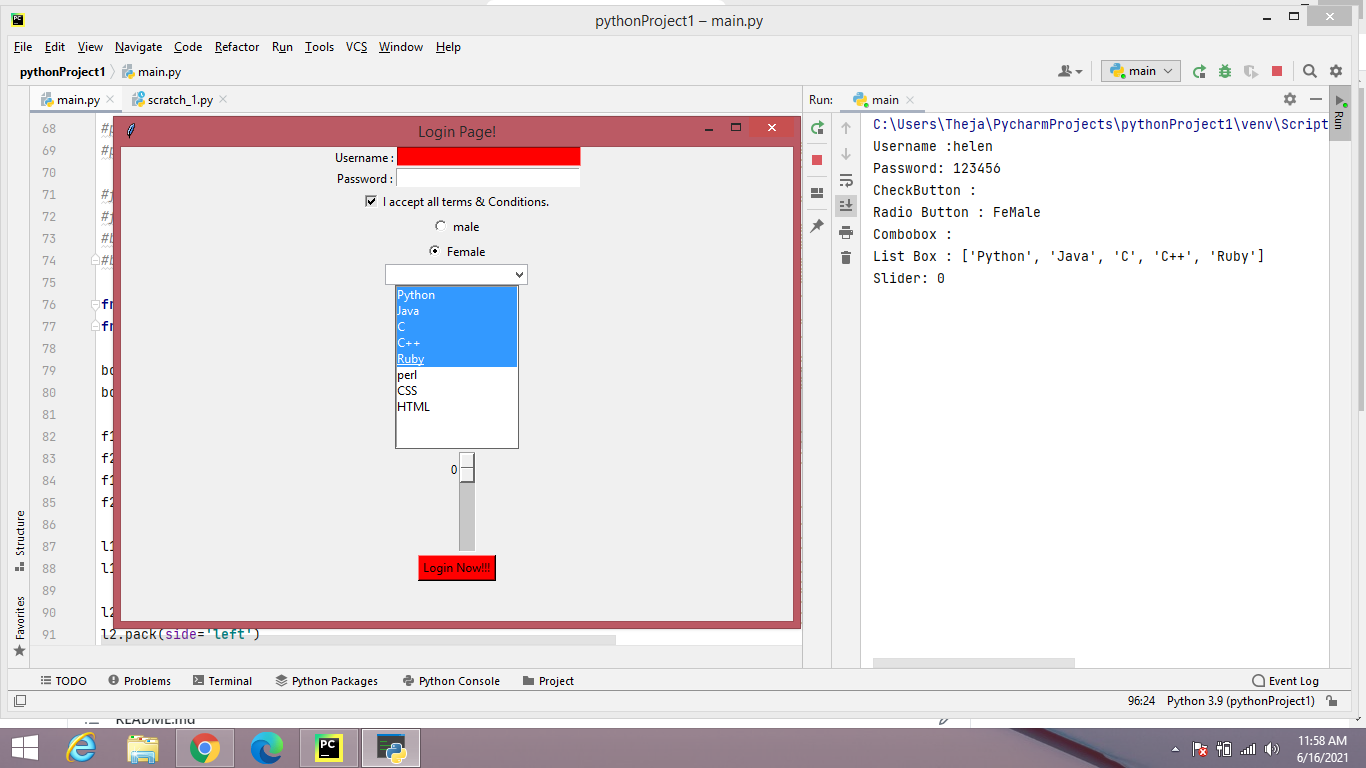 pythonProject1 – main.py
File Edit View Navigate Code Refactor Run Tools VCS Window Help
pythonProject1 main.py
main
main.py scratch_1.py
Run: main
68 #p
69 #p
70
71 #f
72 #f
73 #b
74 #b
75
76 fr
77 fr
78
79 bo
80 bo
81
82 f1
83 f2
84 f1
85 f2
86
87 l1
88 l1
89
90 l2
91 l2.pack(side='left')
Login Page!
Username :
Password :
I accept all terms & Conditions.
male
Female
Python
Java
C
C++
Ruby
perl
CSS
HTML
0
Login Now!!!
C:\Users\Theja\PycharmProjects\pythonProject1\venv\Script
Username :helen
Password: 123456
CheckButton :
Radio Button : FeMale
Combobox :
List Box : ['Python', 'Java', 'C', 'C++', 'Ruby']
Slider: 0
Run
Structure
Favorites
TODO Problems Terminal Python Packages Python Console Project Event Log
96:24 Python 3.9 (pythonProject1)
README.md
PC
11:58 AM
6/16/2021